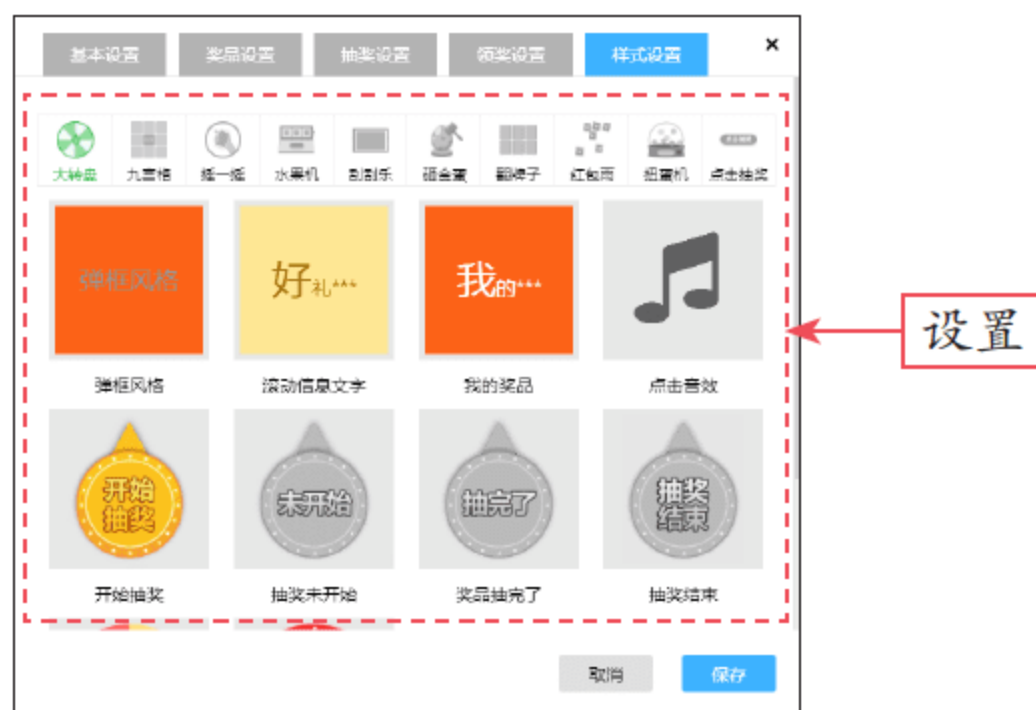 基本设置 奖品设置 抽奖设置 领奖设置 样式设置 ×
大转盘 九宫格 摇一摇 水果机 刮刮乐 砸金蛋 翻牌子 红包雨 扭蛋机 点击抽奖
弹框风格 好礼*** 我的***
设置
弹框风格 滚动信息文字 我的奖品 点击音效
开始
抽奖
未开始
抽完了
抽奖
结束
开始抽奖 抽奖未开始 奖品抽完了 抽奖结束
取消 保存